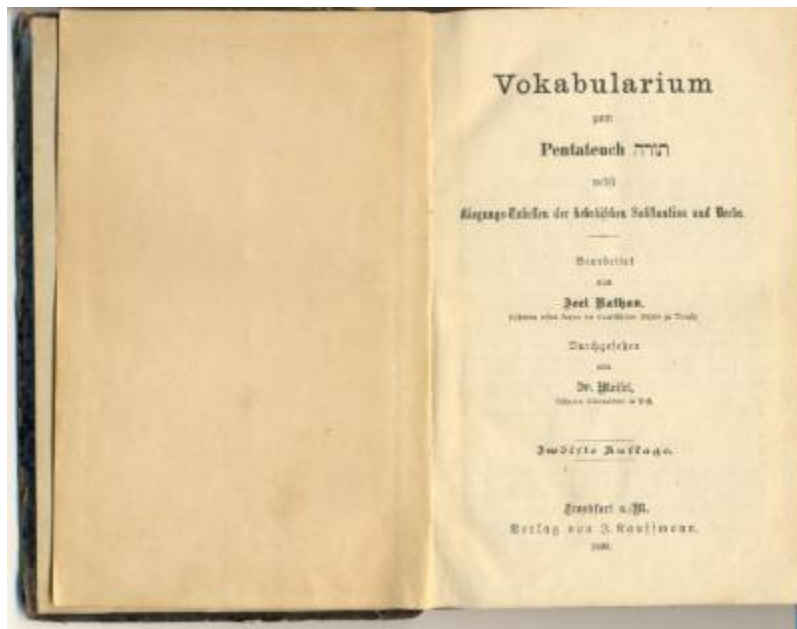 Vokabularium
zum
Pentateuch תורה
nebst
Biegungs-Tabellen der hebräischen Substantiva und Verba.
Bearbeitet
von
Joel Nathan,
Durchgesehen
von
Dr. Meisel,
Zwölfte Auflage.
Frankfurt a./M.
Verlag von J. Kauffmann.